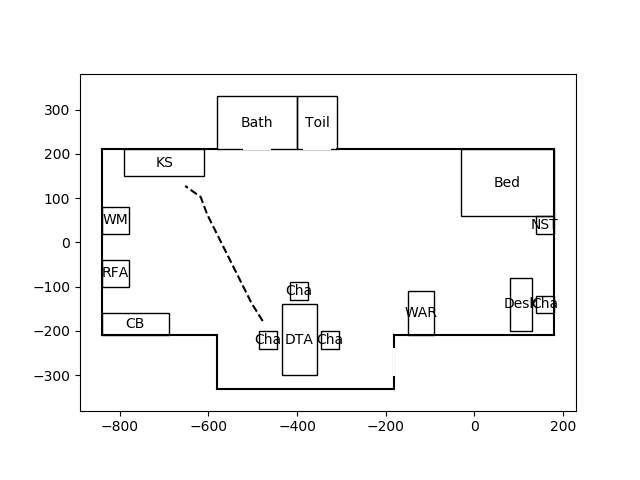 300
200
100
0
−100
−200
−300
−800
−600
−400
−200
0
200
Bath
Toil
KS
Bed
WM
NST
RFA
Cha
Desk
Cha
WAR
CB
Cha
DTA
Cha